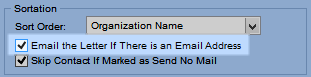 Sortation
Sort Order: Organization Name
Email the Letter If There is an Email Address
Skip Contact If Marked as Send No Mail